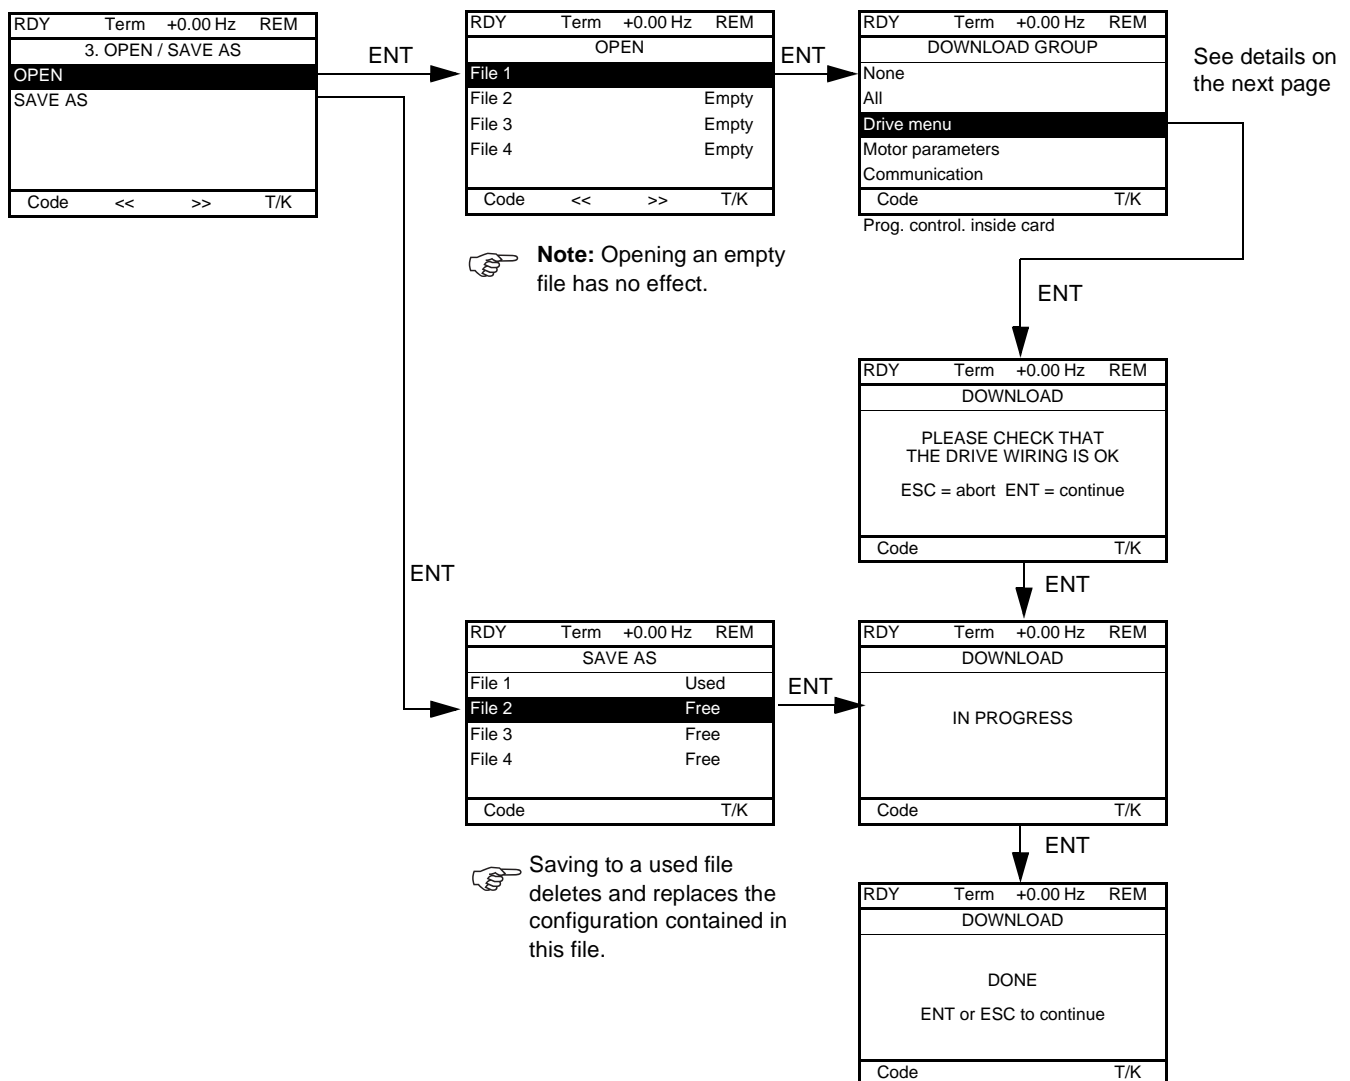 RDY Term +0.00 Hz REM
3. OPEN / SAVE AS
OPEN
SAVE AS
Code << >> T/K
ENT
RDY Term +0.00 Hz REM
OPEN
File 1
File 2 Empty
File 3 Empty
File 4 Empty
Code << >> T/K
Note: Opening an empty
file has no effect.
ENT
RDY Term +0.00 Hz REM
DOWNLOAD GROUP
None
All
Drive menu
Motor parameters
Communication
Code T/K
Prog. control. inside card
See details on
the next page
ENT
RDY Term +0.00 Hz REM
DOWNLOAD
PLEASE CHECK THAT
THE DRIVE WIRING IS OK
ESC = abort ENT = continue
Code T/K
ENT
ENT
RDY Term +0.00 Hz REM
SAVE AS
File 1 Used
File 2 Free
File 3 Free
File 4 Free
Code T/K
Saving to a used file
deletes and replaces the
configuration contained in
this file.
ENT
RDY Term +0.00 Hz REM
DOWNLOAD
IN PROGRESS
Code T/K
ENT
RDY Term +0.00 Hz REM
DOWNLOAD
DONE
ENT or ESC to continue
Code T/K